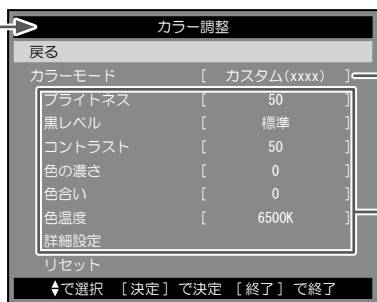 カラー調整
戻る
カラーモード [ カスタム(xxxx) ]
ブライトネス [ 50 ]
黒レベル [ 標準 ]
コントラスト [ 50 ]
色の濃さ [ 0 ]
色合い [ 0 ]
色温度 [ 6500K ]
詳細設定
リセット
で選択 [決定] で決定 [終了] で終了